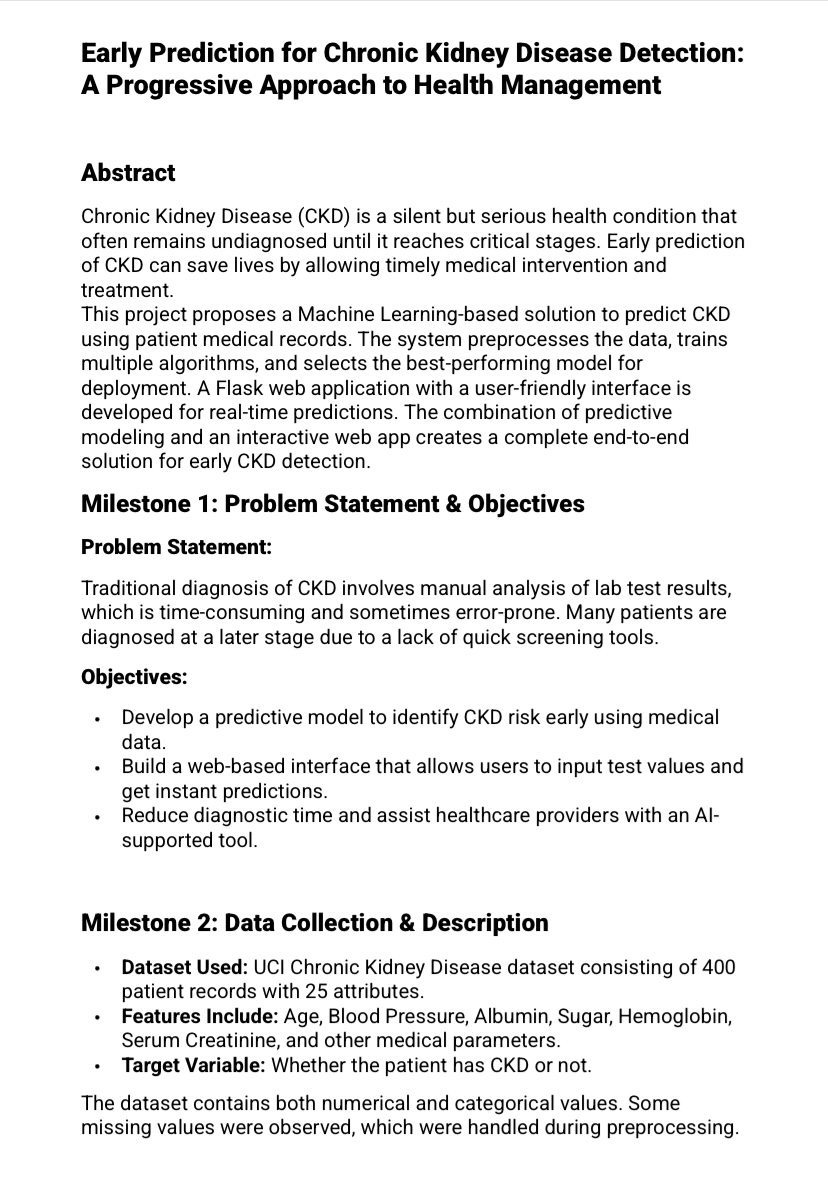 Early Prediction for Chronic Kidney Disease Detection:
A Progressive Approach to Health Management
Abstract
Chronic Kidney Disease (CKD) is a silent but serious health condition that
often remains undiagnosed until it reaches critical stages. Early prediction
of CKD can save lives by allowing timely medical intervention and
treatment.
This project proposes a Machine Learning-based solution to predict CKD
using patient medical records. The system preprocesses the data, trains
multiple algorithms, and selects the best-performing model for
deployment. A Flask web application with a user-friendly interface is
developed for real-time predictions. The combination of predictive
modeling and an interactive web app creates a complete end-to-end
solution for early CKD detection.
Milestone 1: Problem Statement & Objectives
Problem Statement:
Traditional diagnosis of CKD involves manual analysis of lab test results,
which is time-consuming and sometimes error-prone. Many patients are
diagnosed at a later stage due to a lack of quick screening tools.
Objectives:
• Develop a predictive model to identify CKD risk early using medical
data.
• Build a web-based interface that allows users to input test values and
get instant predictions.
• Reduce diagnostic time and assist healthcare providers with an AI-
supported tool.
Milestone 2: Data Collection & Description
• Dataset Used: UCI Chronic Kidney Disease dataset consisting of 400
patient records with 25 attributes.
• Features Include: Age, Blood Pressure, Albumin, Sugar, Hemoglobin,
Serum Creatinine, and other medical parameters.
• Target Variable: Whether the patient has CKD or not.
The dataset contains both numerical and categorical values. Some
missing values were observed, which were handled during preprocessing.